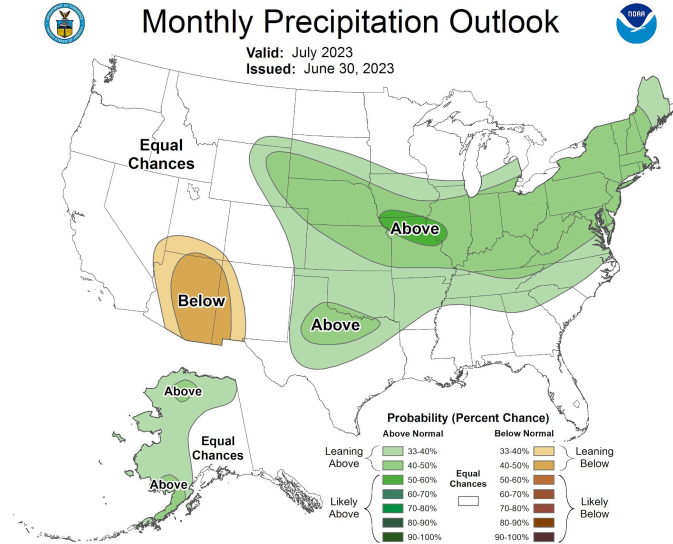 Monthly Precipitation Outlook
NOAA
Valid: July 2023
Issued: June 30, 2023
Equal
Chances
Above
Below
Above
Above
Equal
Chances
Above
Probability (Percent Chance)
Above Normal
Below Normal
Leaning
Above
33-40%
40-50%
Likely
Above
50-60%
60-70%
70-80%
80-90%
90-100%
Equal
Chances
33-40%
40-50%
Leaning
Below
50-60%
60-70%
70-80%
80-90%
90-100%
Likely
Below